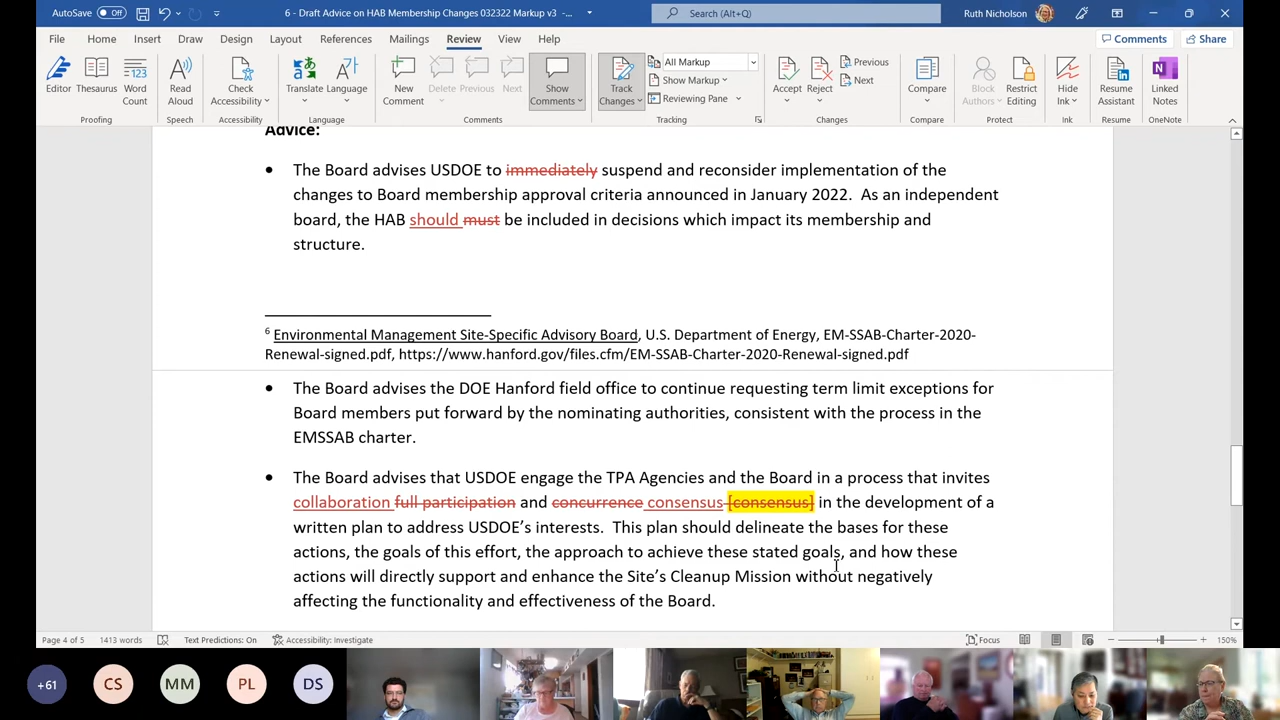 AutoSave Off 6 - Draft Advice on HAB Membership Changes 032322 Markup v3 -... Search (Alt+Q) Ruth Nicholson
File Home Insert Draw Design Layout References Mailings Review View Help Comments Share
Editor Thesaurus Word Count Read Aloud Check Accessibility Translate Language New Comment Delete Previous Next Show Comments Track Changes All Markup Show Markup Reviewing Pane Accept Reject Previous Next Compare Block Authors Restrict Editing Hide Ink Resume Assistant Linked Notes
Proofing Speech Accessibility Language Comments Tracking Changes Compare Protect Ink Resume OneNote
Advice:
• The Board advises USDOE to immediately suspend and reconsider implementation of the
changes to Board membership approval criteria announced in January 2022. As an independent
board, the HAB should must be included in decisions which impact its membership and
structure.
6 Environmental Management Site-Specific Advisory Board, U.S. Department of Energy, EM-SSAB-Charter-2020-
Renewal-signed.pdf, https://www.hanford.gov/files.cfm/EM-SSAB-Charter-2020-Renewal-signed.pdf
• The Board advises the DOE Hanford field office to continue requesting term limit exceptions for
Board members put forward by the nominating authorities, consistent with the process in the
EMSSAB charter.
• The Board advises that USDOE engage the TPA Agencies and the Board in a process that invites
collaboration full participation and concurrence consensus [consensus] in the development of a
written plan to address USDOE's interests. This plan should delineate the bases for these
actions, the goals of this effort, the approach to achieve these stated goals, and how these
actions will directly support and enhance the Site's Cleanup Mission without negatively
affecting the functionality and effectiveness of the Board.
Page 4 of 5 1413 words Text Predictions: On Accessibility: Investigate Focus 150%
+61 CS MM PL DS